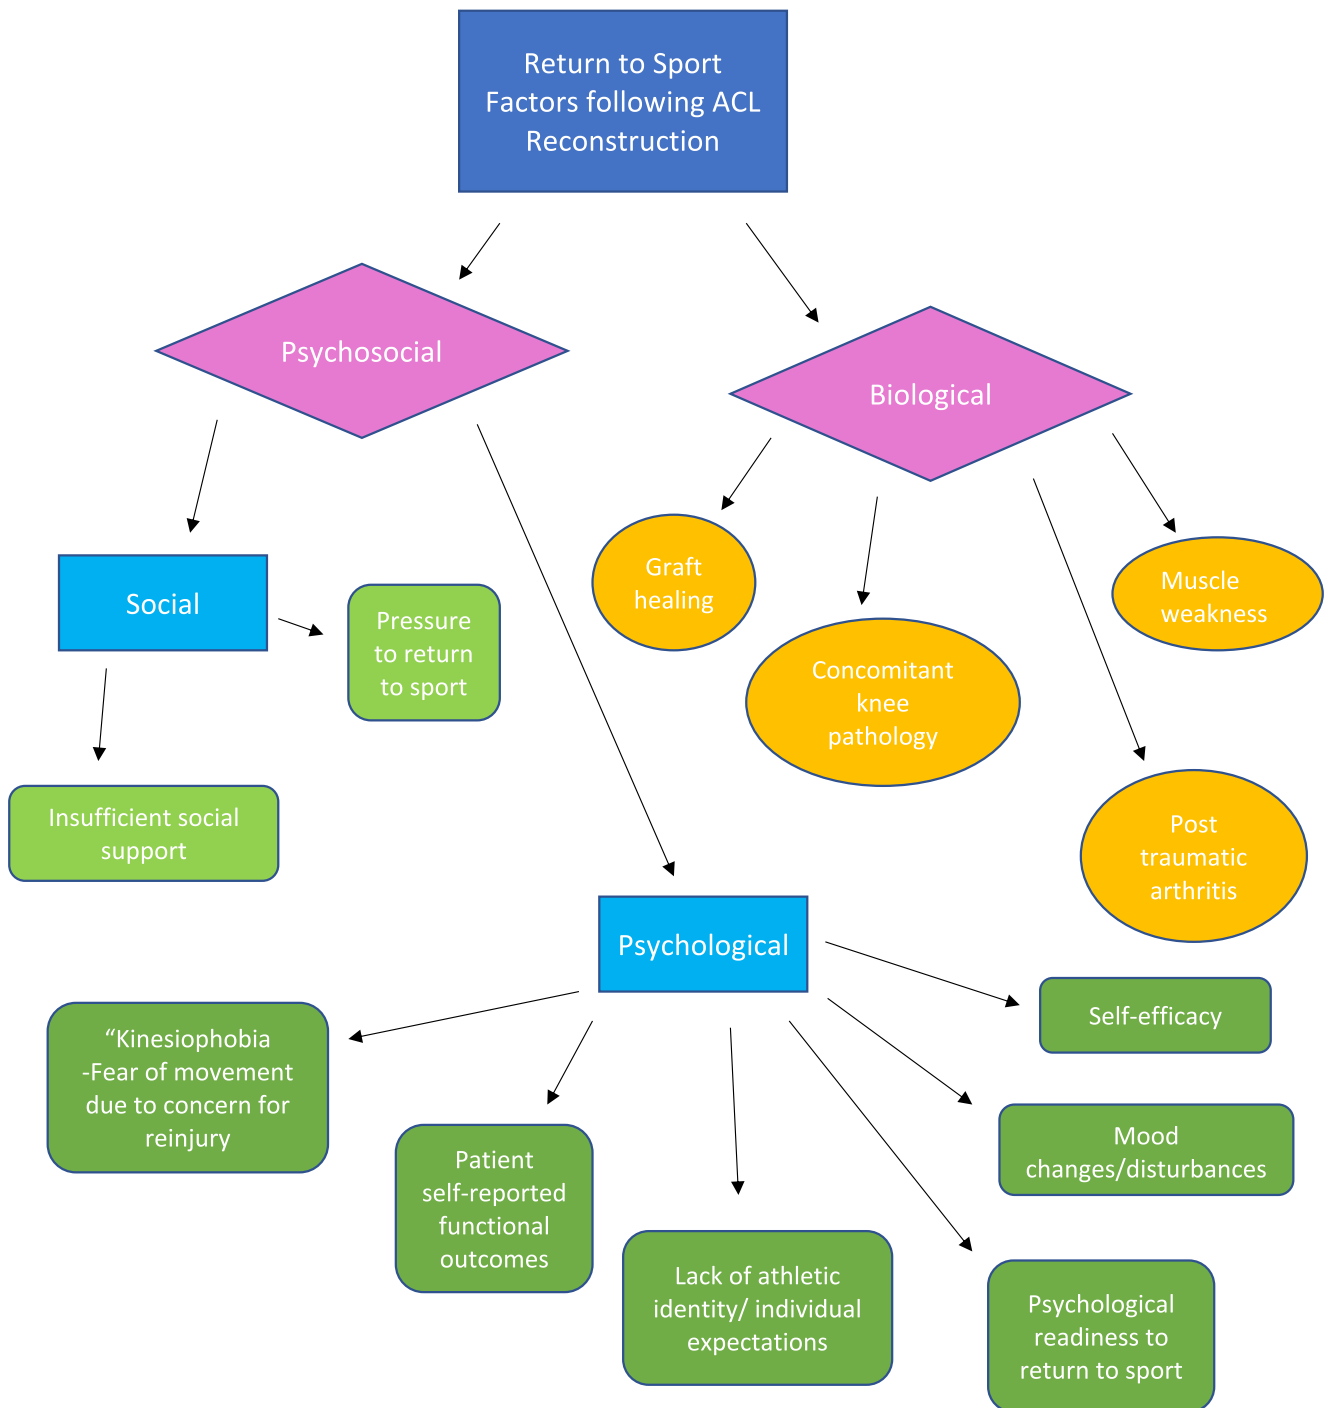 Return to Sport
Factors following ACL
Reconstruction
Psychosocial
Biological
Graft
healing
Muscle
weakness
Social
Pressure
to return
to sport
Concomitant
knee
pathology
Insufficient social
support
Post
traumatic
arthritis
Psychological
Self-efficacy
“Kinesiophobia
-Fear of movement
due to concern for
reinjury
Mood
changes/disturbances
Patient
self-reported
functional
outcomes
Lack of athletic
identity/ individual
expectations
Psychological
readiness to
return to sport